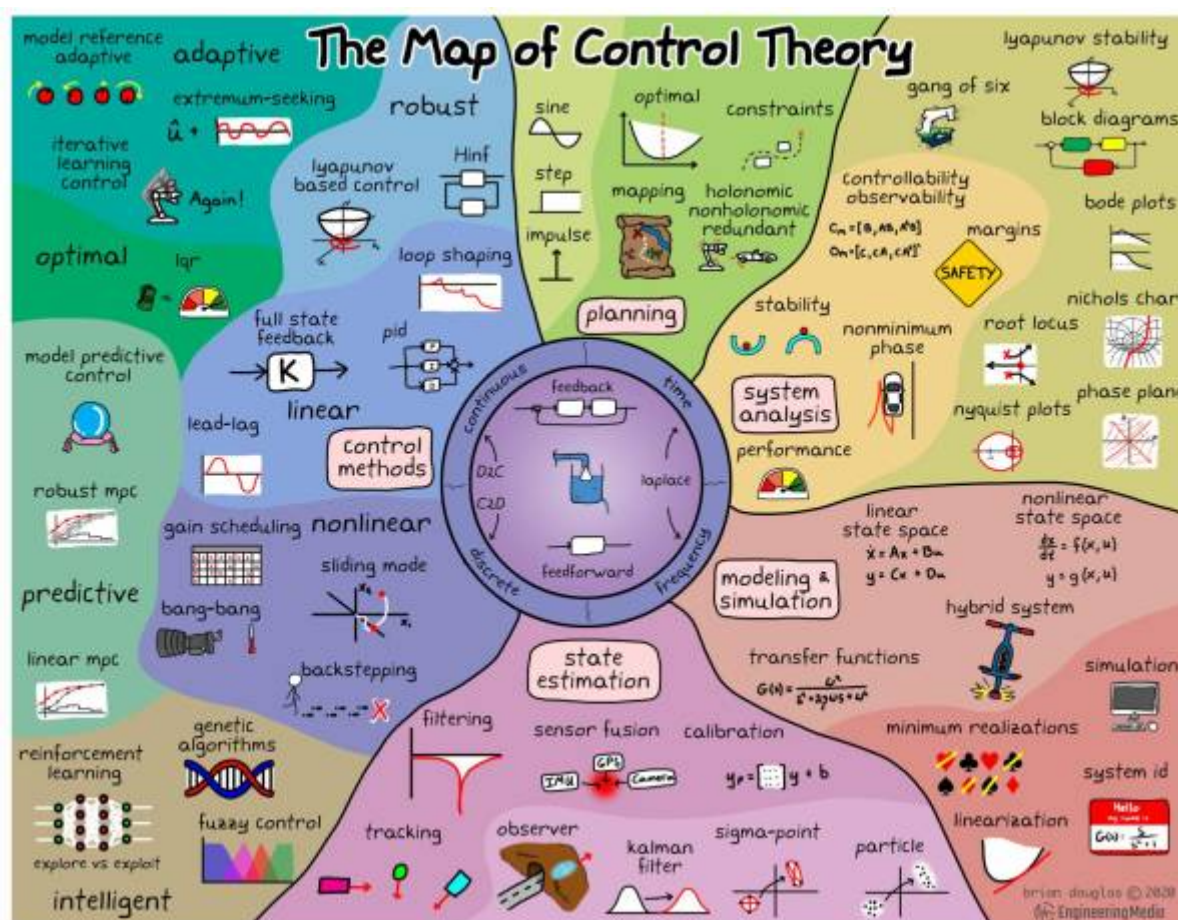 The Map of Control Theory
model reference
adaptive
adaptive
extremum-seeking
û +
iterative
learning
control
Again!
robust
lyapunov
based control
Hinf
loop shaping
optimal
lqr
full state
feedback
K
pid
linear
lead-lag
control
methods
model predictive
control
robust mpc
predictive
linear mpc
gain scheduling
nonlinear
sliding mode
bang-bang
backstepping
X
reinforcement
learning
explore vs exploit
genetic
algorithms
fuzzy control
intelligent
sine
step
impulse
optimal
constraints
mapping
holonomic
nonholonomic
redundant
planning
continuous
time
discrete
frequency
feedback
D2C
C2D
laplace
feedforward
lyapunov stability
gang of six
block diagrams
controllability
observability
margins
SAFETY
bode plots
stability
nonminimum
phase
root locus
nichols chart
system
analysis
nyquist plots
phase plane
performance
linear
state space
ẋ = Ax + Bu
y = Cx + Du
nonlinear
state space
dx/dt = f(x, u)
y = g(x, u)
modeling &
simulation
hybrid system
transfer functions
simulation
minimum realizations
system id
Hello
linearization
state
estimation
filtering
sensor fusion
IMU
GPS
Camera
calibration
tracking
observer
kalman
filter
sigma-point
particle
brian douglas © 2020
EngineeringMedia